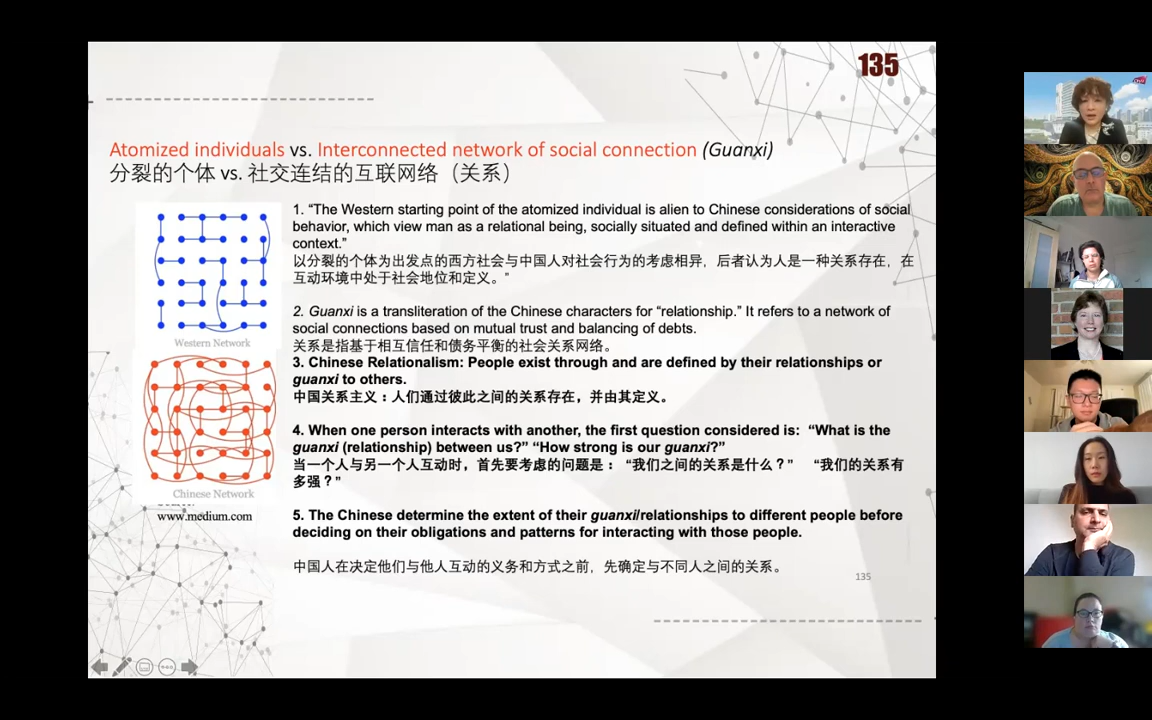 135
Atomized individuals vs. Interconnected network of social connection (Guanxi)
分裂的个体 vs. 社交连结的互联网络（关系）
1. “The Western starting point of the atomized individual is alien to Chinese considerations of social
behavior, which view man as a relational being, socially situated and defined within an interactive
context.”
以分裂的个体为出发点的西方社会与中国人对社会行为的考虑相异，后者认为人是一种关系存在，在
互动环境中处于社会地位和定义。”
2. Guanxi is a transliteration of the Chinese characters for “relationship.” It refers to a network of
social connections based on mutual trust and balancing of debts.
关系是指基于相互信任和债务平衡的社会关系网络。
3. Chinese Relationalism: People exist through and are defined by their relationships or
guanxi to others.
中国关系主义：人们通过彼此之间的关系存在，并由其定义。
4. When one person interacts with another, the first question considered is: “What is the
guanxi (relationship) between us?” “How strong is our guanxi?”
当一个人与另一个人互动时，首先要考虑的问题是： “我们之间的关系是什么？” “我们的关系有
多强？”
5. The Chinese determine the extent of their guanxi/relationships to different people before
deciding on their obligations and patterns for interacting with those people.
中国人在决定他们与他人互动的义务和方式之前，先确定与不同人之间的关系。
Western Network
Chinese Network
www.medium.com
135